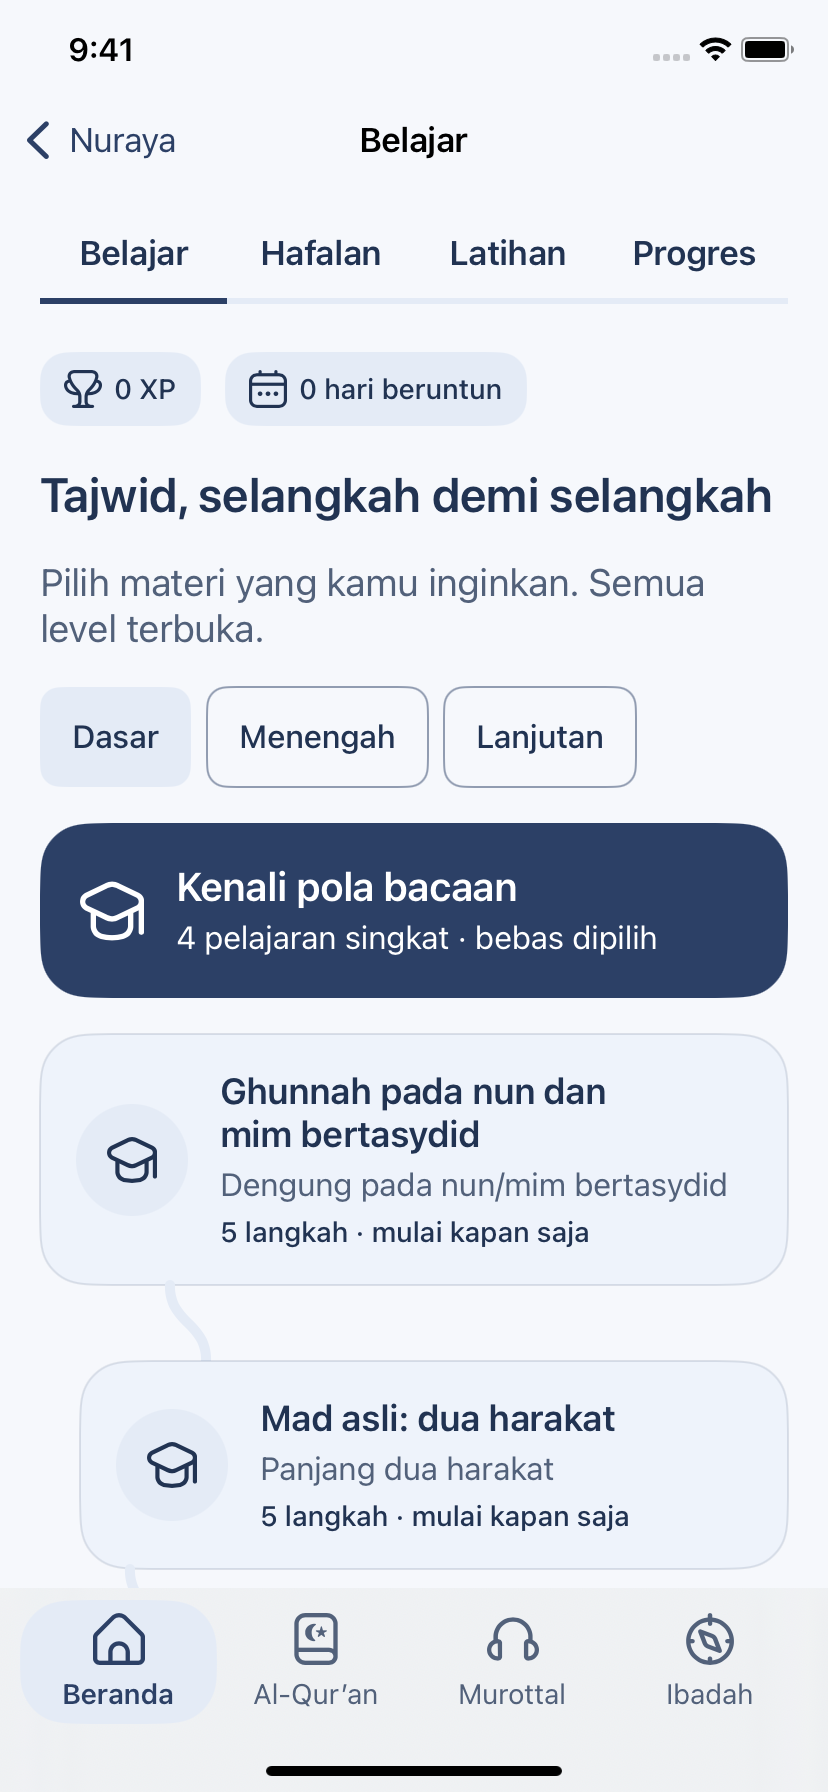 9:41
Nuraya
Belajar
Belajar
Hafalan
Latihan
Progres
0 XP
0 hari beruntun
Tajwid, selangkah demi selangkah
Pilih materi yang kamu inginkan. Semua
level terbuka.
Dasar
Menengah
Lanjutan
Kenali pola bacaan
4 pelajaran singkat · bebas dipilih
Ghunnah pada nun dan
mim bertasydid
Dengung pada nun/mim bertasydid
5 langkah · mulai kapan saja
Mad asli: dua harakat
Panjang dua harakat
5 langkah · mulai kapan saja
Beranda
Al-Qur’an
Murottal
Ibadah